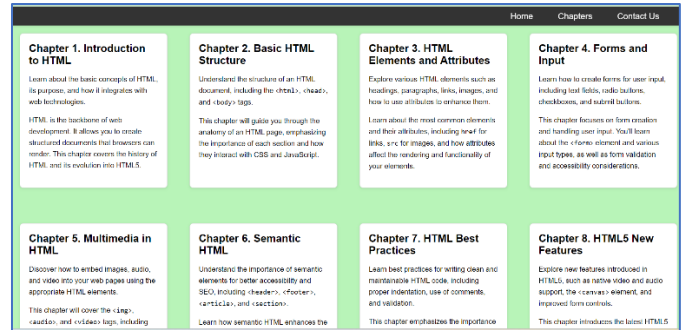 Home Chapters Contact Us
Chapter 1. Introduction
to HTML
Learn about the basic concepts of HTML,
its purpose, and how it integrates with
web technologies.
HTML is the backbone of web
development. It allows you to create
structured documents that browsers can
render. This chapter covers the history of
HTML and its evolution into HTML5.
Chapter 2. Basic HTML
Structure
Understand the structure of an HTML
document, including the <html>, <head>,
and <body> tags.
This chapter will guide you through the
anatomy of an HTML page, emphasizing
the importance of each section and how
they interact with CSS and JavaScript.
Chapter 3. HTML
Elements and Attributes
Explore various HTML elements such as
headings, paragraphs, links, images, and
how to use attributes to enhance them.
Learn about the most common elements
and their attributes, including href for
links, src for images, and how attributes
affect the rendering and functionality of
your elements.
Chapter 4. Forms and
Input
Learn how to create forms for user input,
including text fields, radio buttons,
checkboxes, and submit buttons.
This chapter focuses on form creation
and handling user input. You'll learn
about the <form> element and various
input types, as well as form validation
and accessibility considerations.
Chapter 5. Multimedia in
HTML
Discover how to embed images, audio,
and video into your web pages using the
appropriate HTML elements.
This chapter will cover the <img>,
<audio>, and <video> tags, including
Chapter 6. Semantic
HTML
Understand the importance of semantic
elements for better accessibility and
SEO, including <header>, <footer>,
<article>, and <section>.
Learn how semantic HTML enhances the
Chapter 7. HTML Best
Practices
Learn best practices for writing clean and
maintainable HTML code, including
proper indentation, use of comments,
and validation.
This chapter emphasizes the importance
Chapter 8. HTML5 New
Features
Explore new features introduced in
HTML5, such as native video and audio
support, the <canvas> element, and
improved form controls.
This chapter introduces the latest HTML5